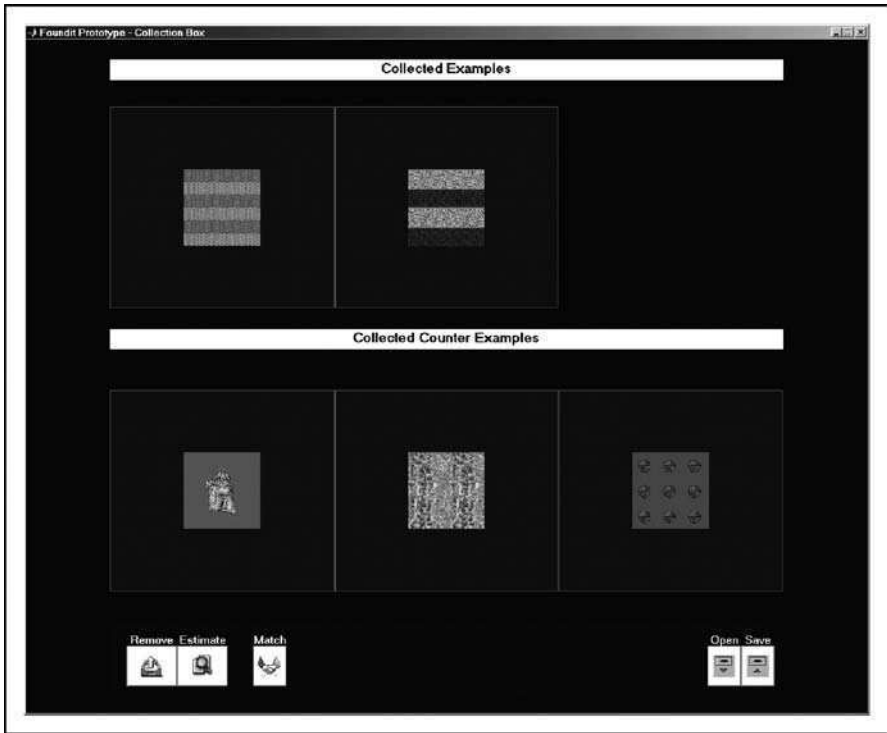 Foundit Prototype - Collection Box
Collected Examples
Collected Counter Examples
Remove Estimate Match Open Save